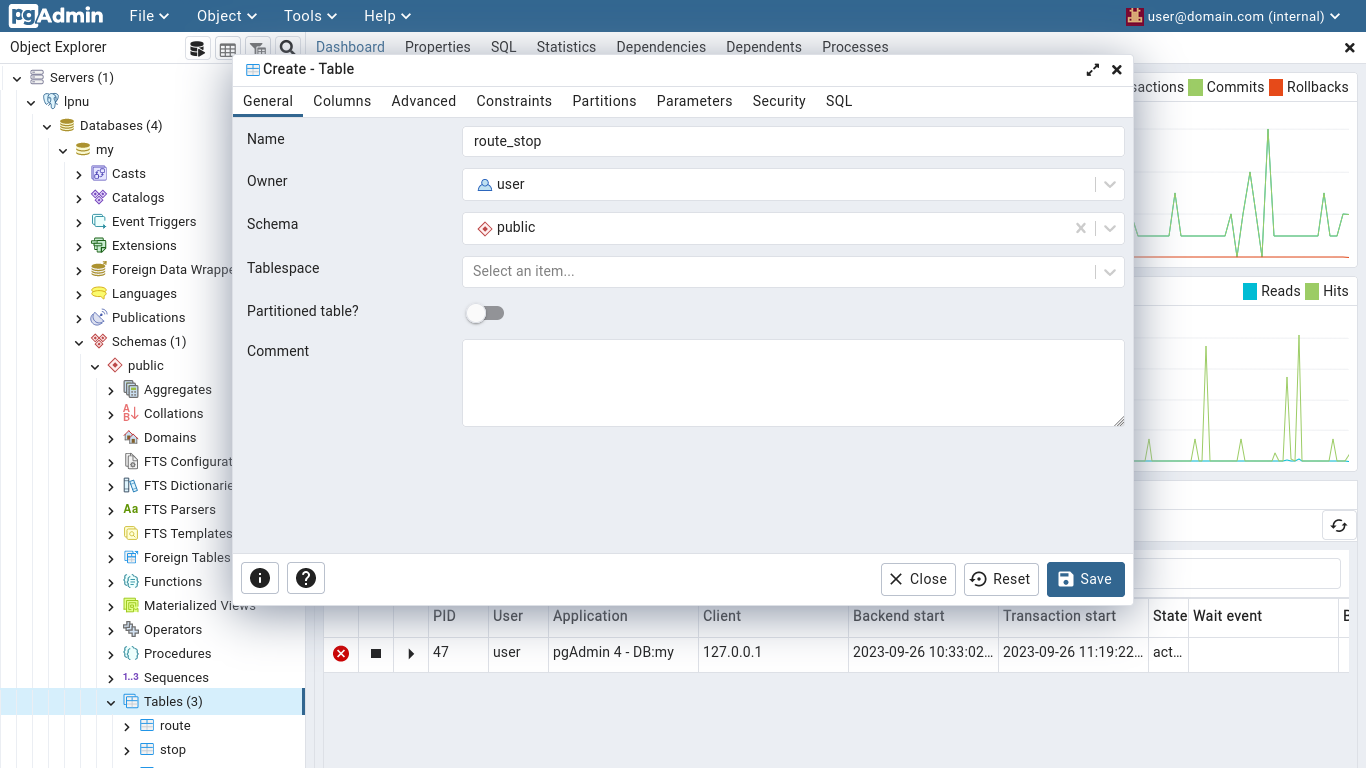 pgAdmin File Object Tools Help user@domain.com (internal)
Object Explorer
Dashboard Properties SQL Statistics Dependencies Dependents Processes
Servers (1)
lpnu
Databases (4)
my
Casts
Catalogs
Event Triggers
Extensions
Foreign Data Wrappe
Languages
Publications
Schemas (1)
public
Aggregates
Collations
Domains
FTS Configurat
FTS Dictionarie
Aa FTS Parsers
FTS Templates
Foreign Tables
Functions
Materialized Views
Operators
Procedures
1..3 Sequences
Tables (3)
route
stop
Create - Table
General Columns Advanced Constraints Partitions Parameters Security SQL
Name route_stop
Owner user
Schema public
Tablespace Select an item...
Partitioned table?
Comment
Close Reset Save
sactions Commits Rollbacks
Reads Hits
PID User Application Client Backend start Transaction start State Wait event
47 user pgAdmin 4 - DB:my 127.0.0.1 2023-09-26 10:33:02... 2023-09-26 11:19:22... act...